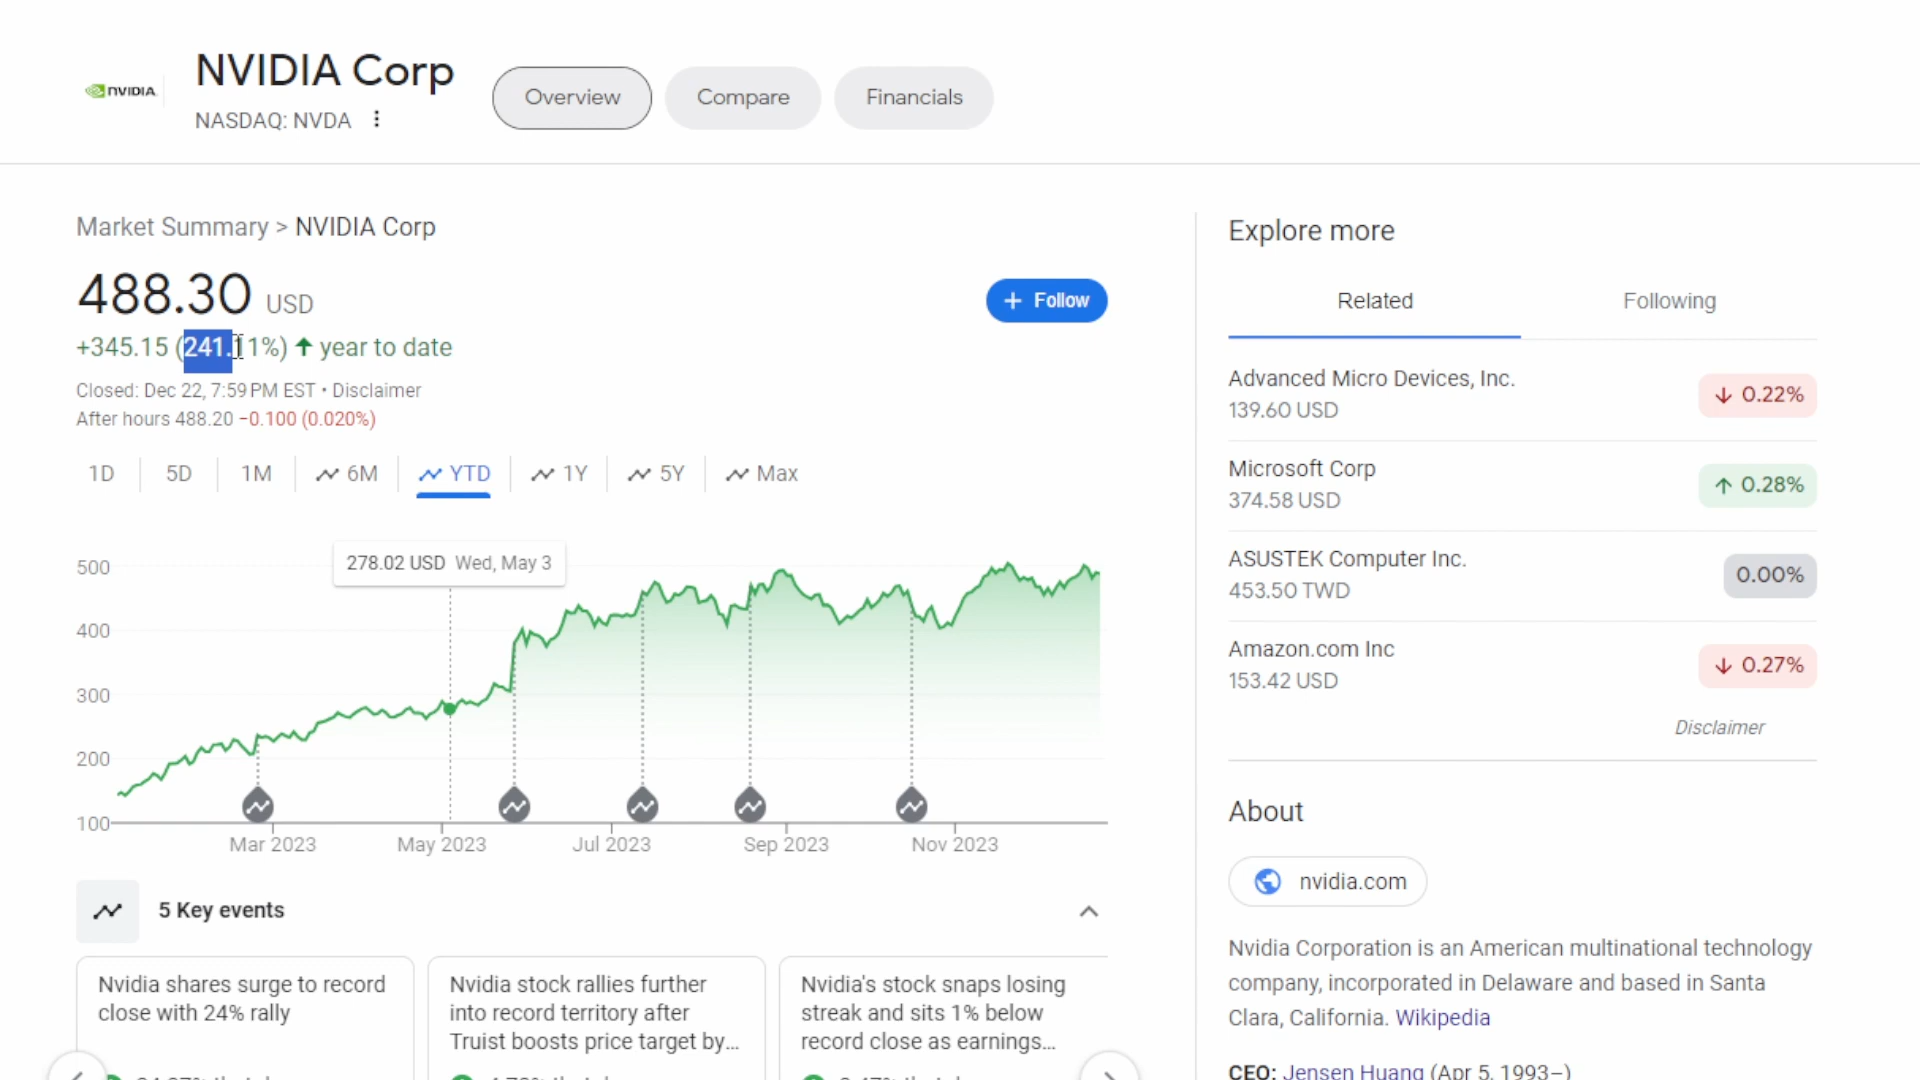 NVIDIA
NVIDIA Corp
NASDAQ: NVDA
Overview
Compare
Financials
Market Summary > NVIDIA Corp
488.30 USD
+ Follow
+345.15 (241.11%) ↑ year to date
Closed: Dec 22, 7:59 PM EST • Disclaimer
After hours 488.20 −0.100 (0.020%)
1D
5D
1M
6M
YTD
1Y
5Y
Max
278.02 USD Wed, May 3
500
400
300
200
100
Mar 2023
May 2023
Jul 2023
Sep 2023
Nov 2023
5 Key events
Nvidia shares surge to record
close with 24% rally
Nvidia stock rallies further
into record territory after
Truist boosts price target by...
Nvidia's stock snaps losing
streak and sits 1% below
record close as earnings...
Explore more
Related
Following
Advanced Micro Devices, Inc.
139.60 USD
↓ 0.22%
Microsoft Corp
374.58 USD
↑ 0.28%
ASUSTEK Computer Inc.
453.50 TWD
0.00%
Amazon.com Inc
153.42 USD
↓ 0.27%
Disclaimer
About
nvidia.com
Nvidia Corporation is an American multinational technology
company, incorporated in Delaware and based in Santa
Clara, California. Wikipedia
CEO: Jensen Huang (Apr 5, 1993–)